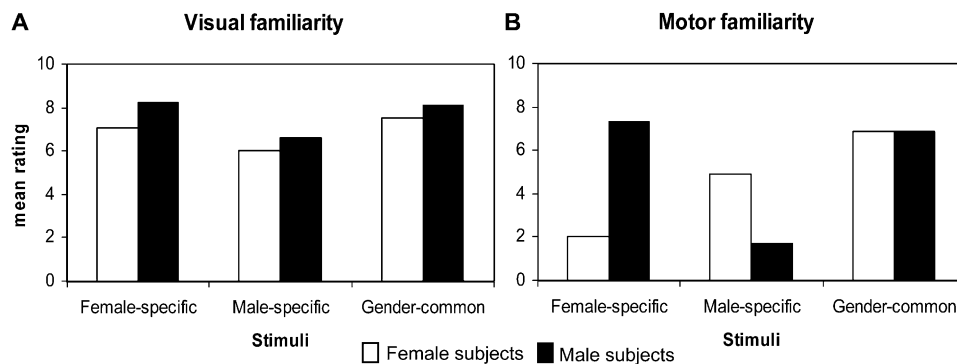 A Visual familiarity
10
8
6
4
2
0
mean rating
Female-specific Male-specific Gender-common
Stimuli
B Motor familiarity
10
8
6
4
2
0
Female-specific Male-specific Gender-common
Stimuli
Female subjects Male subjects